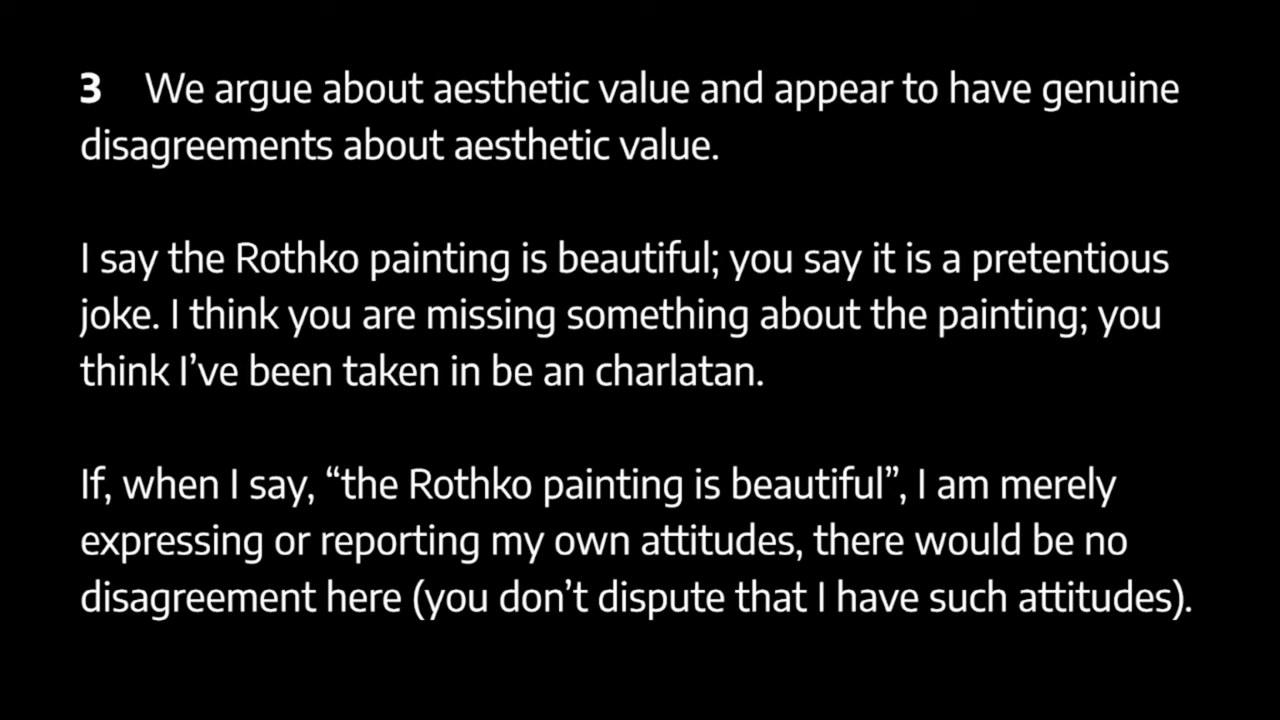 3 We argue about aesthetic value and appear to have genuine
disagreements about aesthetic value.
I say the Rothko painting is beautiful; you say it is a pretentious
joke. I think you are missing something about the painting; you
think I’ve been taken in be an charlatan.
If, when I say, “the Rothko painting is beautiful”, I am merely
expressing or reporting my own attitudes, there would be no
disagreement here (you don’t dispute that I have such attitudes).